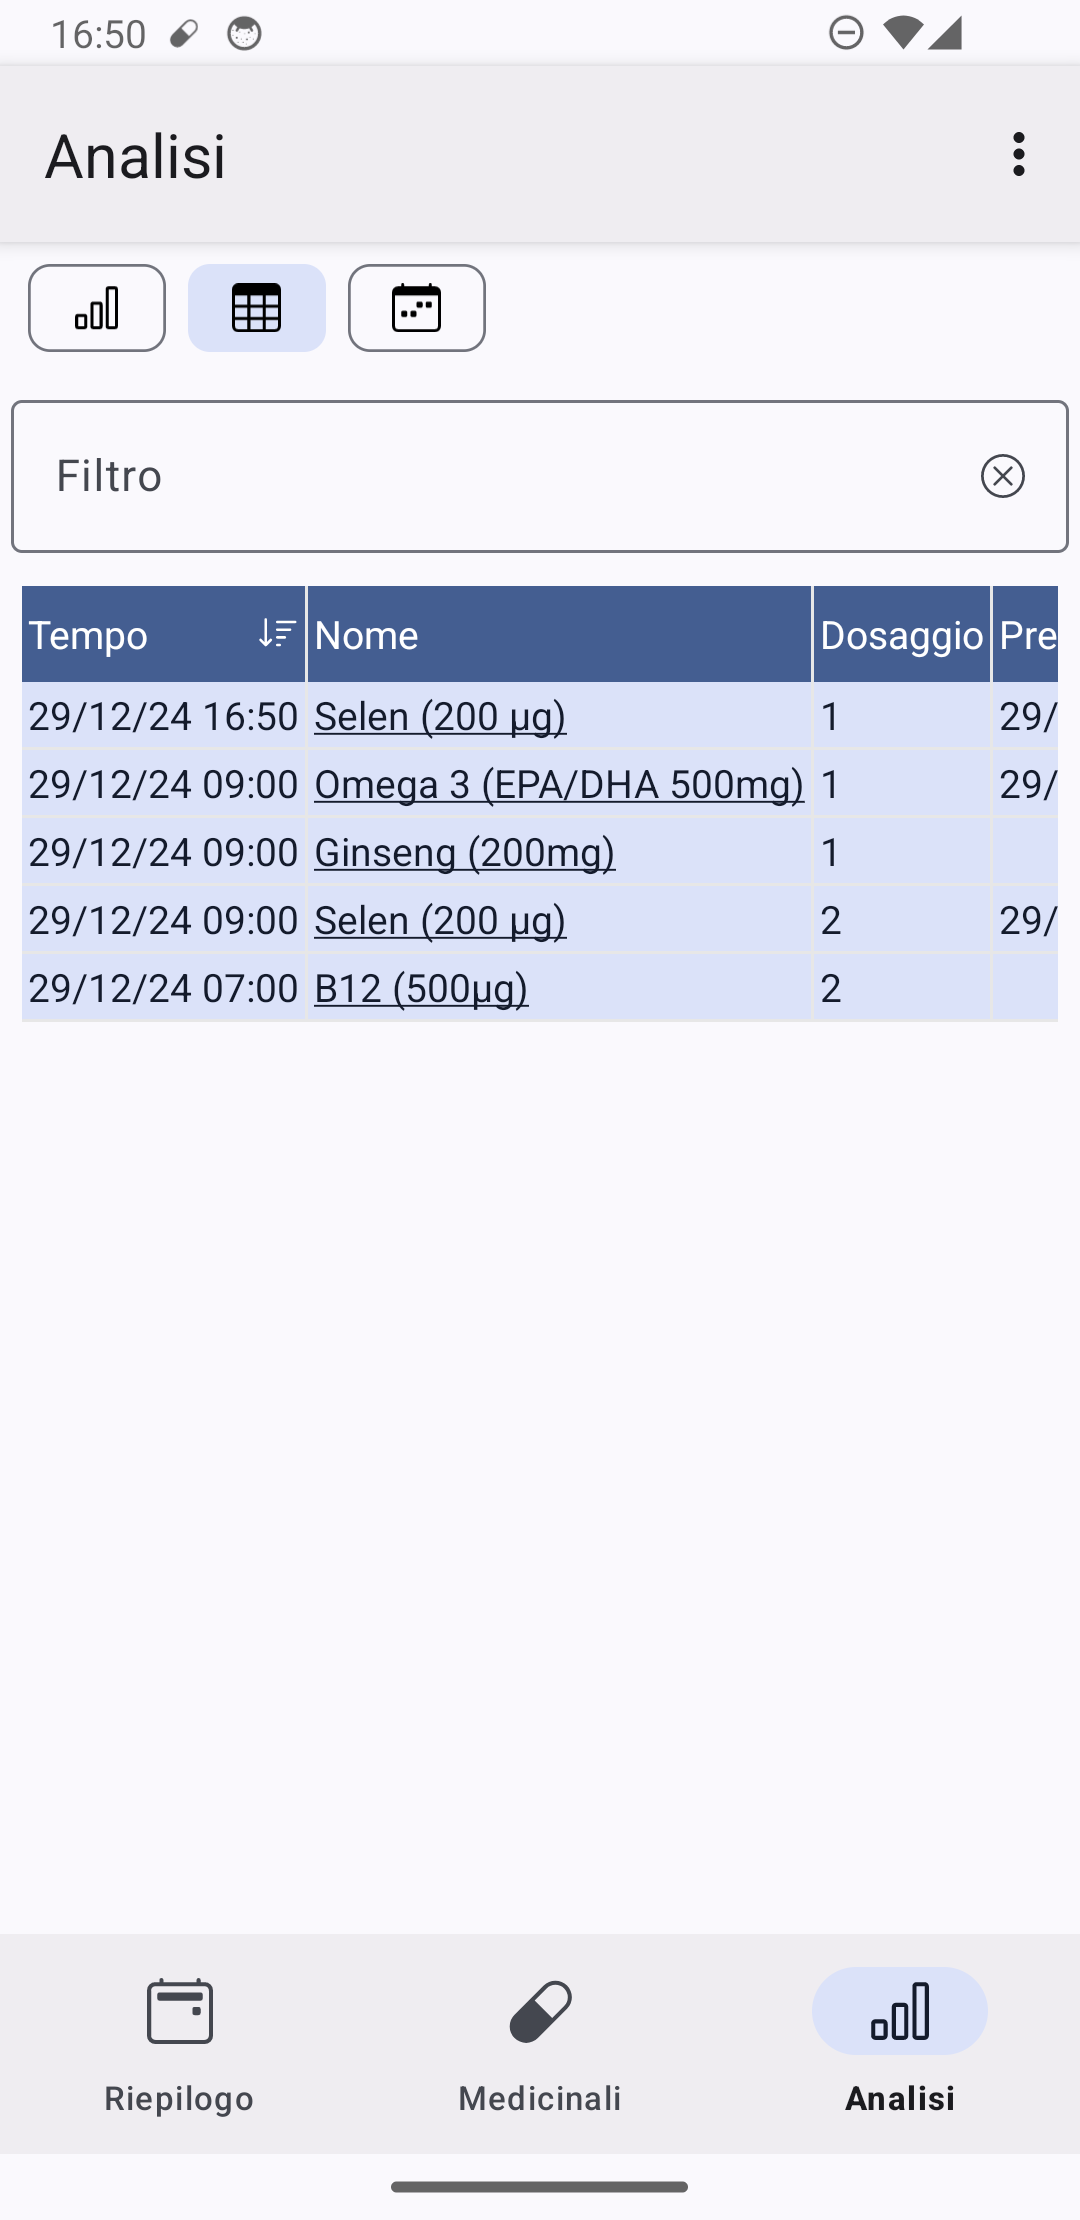 16:50
Analisi
Filtro
Tempo Nome Dosaggio Pre
29/12/24 16:50 Selen (200 µg) 1 29/
29/12/24 09:00 Omega 3 (EPA/DHA 500mg) 1 29/
29/12/24 09:00 Ginseng (200mg) 1
29/12/24 09:00 Selen (200 µg) 2 29/
29/12/24 07:00 B12 (500µg) 2
Riepilogo Medicinali Analisi